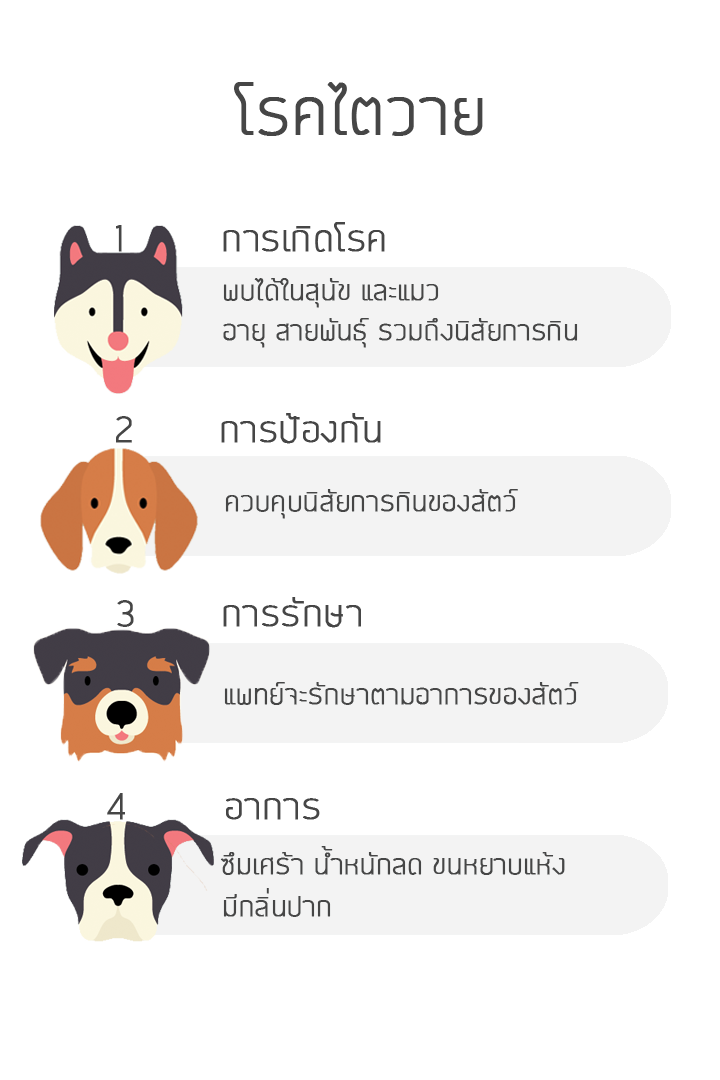 โรคไตวาย
1
การเกิดโรค
พบได้ในสุนัข และแมว
อายุ สายพันธุ์ รวมถึงนิสัยการกิน
2
การป้องกัน
ควบคุบนิสัยการกินของสัตว์
3
การรักษา
แพทย์จะรักษาตามอาการของสัตว์
4
อาการ
ซึมเศร้า น้ำหนักลด ขนหยาบแห้ง
มีกลิ่นปาก